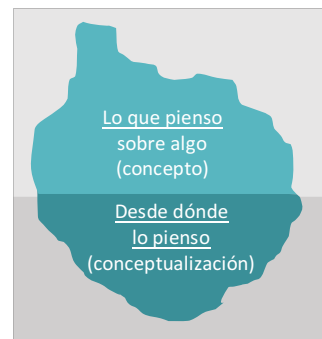 Lo que pienso
sobre algo
(concepto)
Desde dónde
lo pienso
(conceptualización)